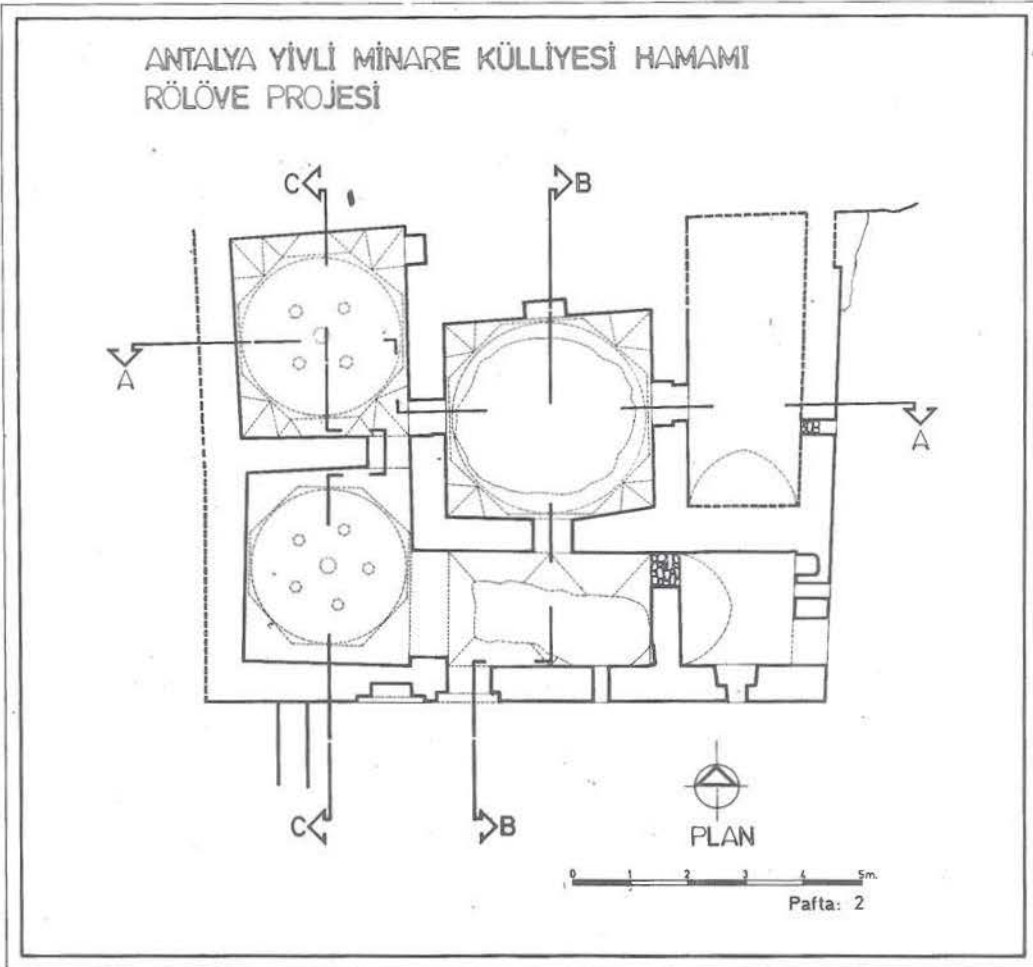 ANTALYA YİVLİ MİNARE KÜLLİYESİ HAMAMI
RÖLÖVE PROJESİ
C B
A A
C B
PLAN
0 1 2 3 4 5m.
Pafta: 2